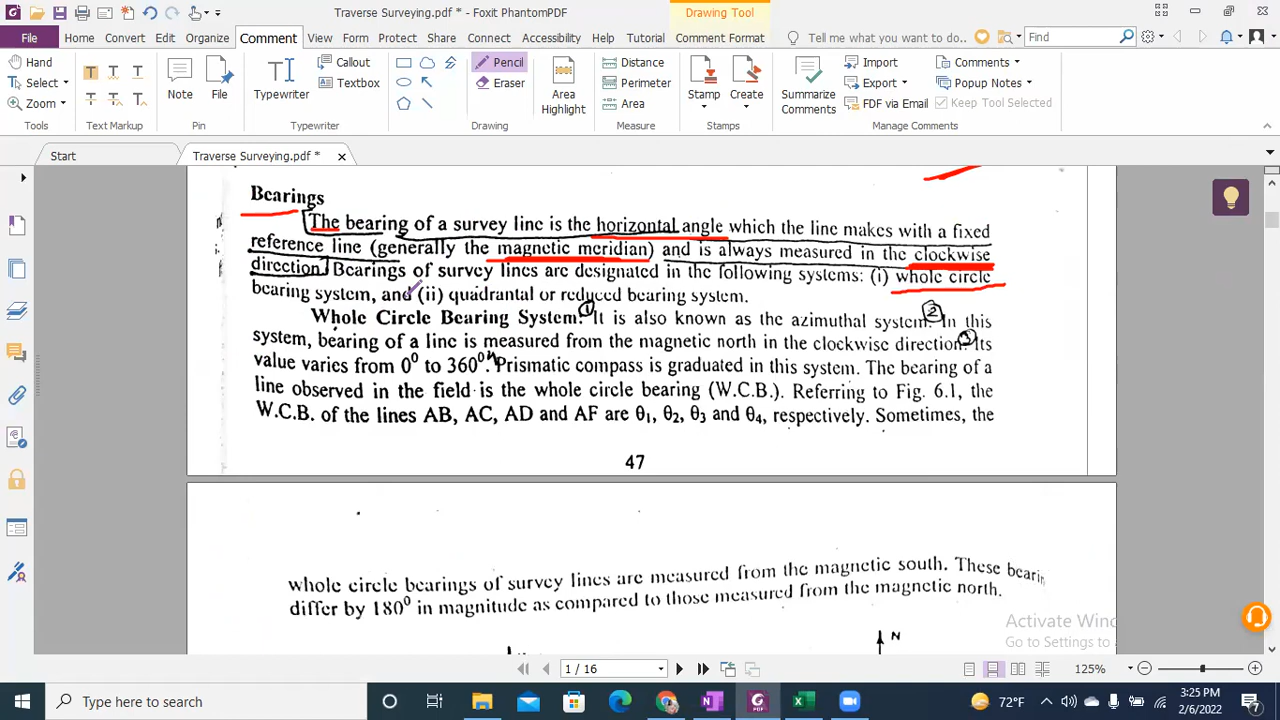 Traverse Surveying.pdf * - Foxit PhantomPDF
Drawing Tool
File Home Convert Edit Organize Comment View Form Protect Share Connect Accessibility Help Tutorial Comment Format Tell me what you want to do... Find
Hand
Select
Zoom
Tools
Text Markup
Note
File
Pin
Typewriter
Callout
Textbox
Typewriter
Pencil
Eraser
Drawing
Area Highlight
Distance
Perimeter
Area
Measure
Stamp
Create
Stamps
Summarize Comments
Import
Export
FDF via Email
Comments
Popup Notes
Keep Tool Selected
Manage Comments
Start
Traverse Surveying.pdf *
Bearings
The bearing of a survey line is the horizontal angle which the line makes with a fixed
reference line (generally the magnetic meridian) and is always measured in the clockwise
direction. Bearings of survey lines are designated in the following systems: (i) whole circle
bearing system, and (ii) quadrantal or reduced bearing system.
Whole Circle Bearing System. ① It is also known as the azimuthal system. ② In this
system, bearing of a line is measured from the magnetic north in the clockwise direction. ③ Its
value varies from 0⁰ to 360⁰. Prismatic compass is graduated in this system. The bearing of a
line observed in the field is the whole circle bearing (W.C.B.). Referring to Fig. 6.1, the
W.C.B. of the lines AB, AC, AD and AF are θ₁, θ₂, θ₃ and θ₄, respectively. Sometimes, the
47
whole circle bearings of survey lines are measured from the magnetic south. These
differ by 180⁰ in magnitude as compared to those measured from the magnetic north.
N
Activate
Go to Settings to
1 / 16
125%
Type here to search
72°F
3:25 PM
2/6/2022